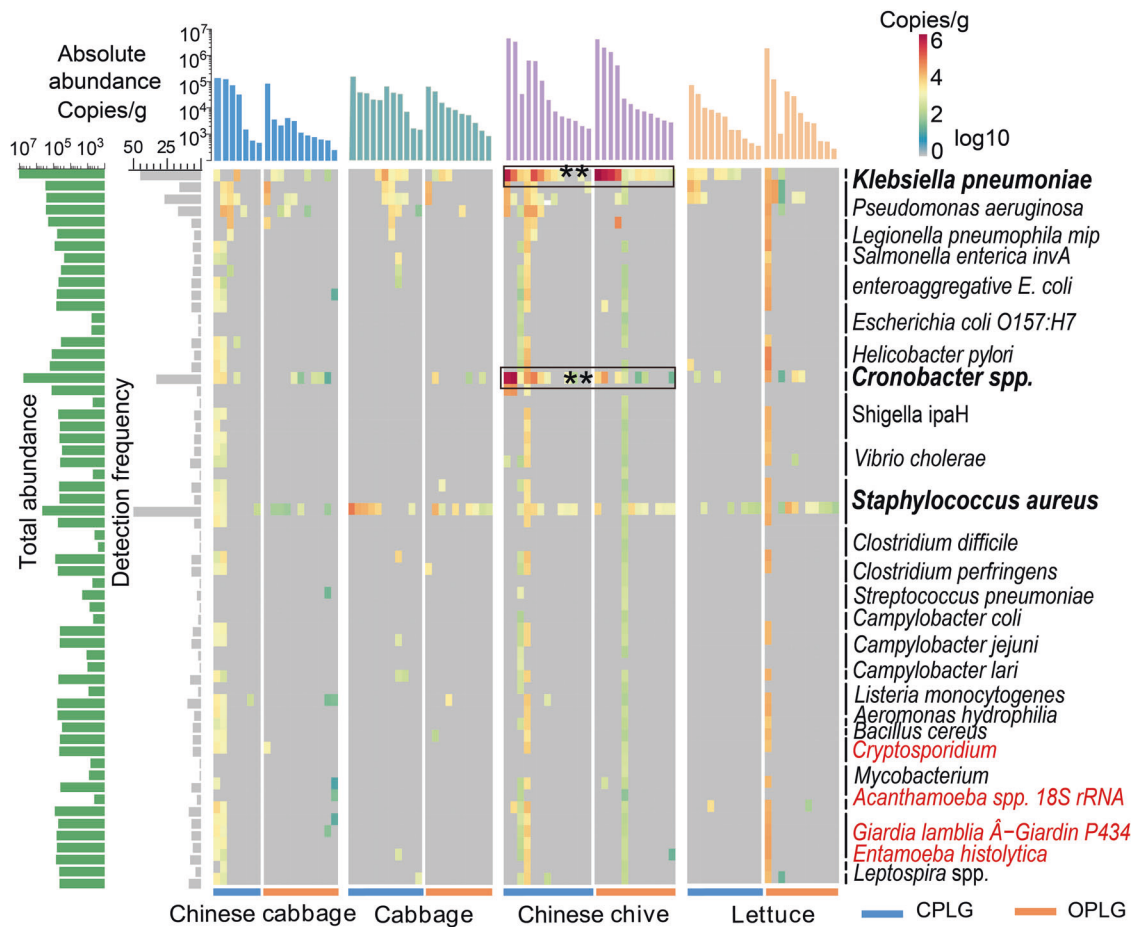 Absolute
abundance
Copies/g
10⁷
10⁶
10⁵
10⁴
10³
Copies/g
6
4
2
0
log10
10⁷ 10⁵ 10³
50 25
Total abundance
Detection frequency
**
**
Klebsiella pneumoniae
Pseudomonas aeruginosa
Legionella pneumophila mip
Salmonella enterica invA
enteroaggregative E. coli
Escherichia coli O157:H7
Helicobacter pylori
Cronobacter spp.
Shigella ipaH
Vibrio cholerae
Staphylococcus aureus
Clostridium difficile
Clostridium perfringens
Streptococcus pneumoniae
Campylobacter coli
Campylobacter jejuni
Campylobacter lari
Listeria monocytogenes
Aeromonas hydrophilia
Bacillus cereus
Cryptosporidium
Mycobacterium
Acanthamoeba spp. 18S rRNA
Giardia lamblia Â−Giardin P434
Entamoeba histolytica
Leptospira spp.
Chinese cabbage Cabbage Chinese chive Lettuce
CPLG OPLG